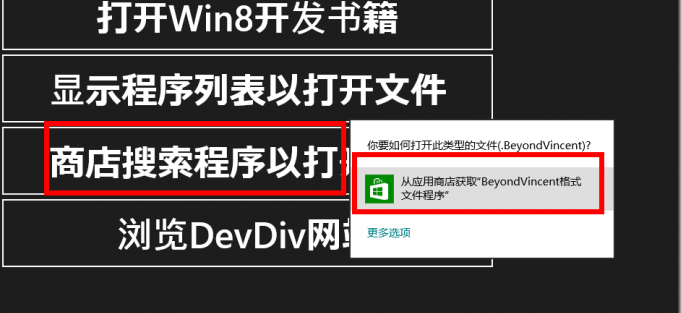 打开Win8开发书籍
显示程序列表以打开文件
商店搜索程序以打
你要如何打开此类型的文件(.BeyondVincent)?
从应用商店获取"BeyondVincent格式
文件程序"
更多选项
浏览DevDiv网